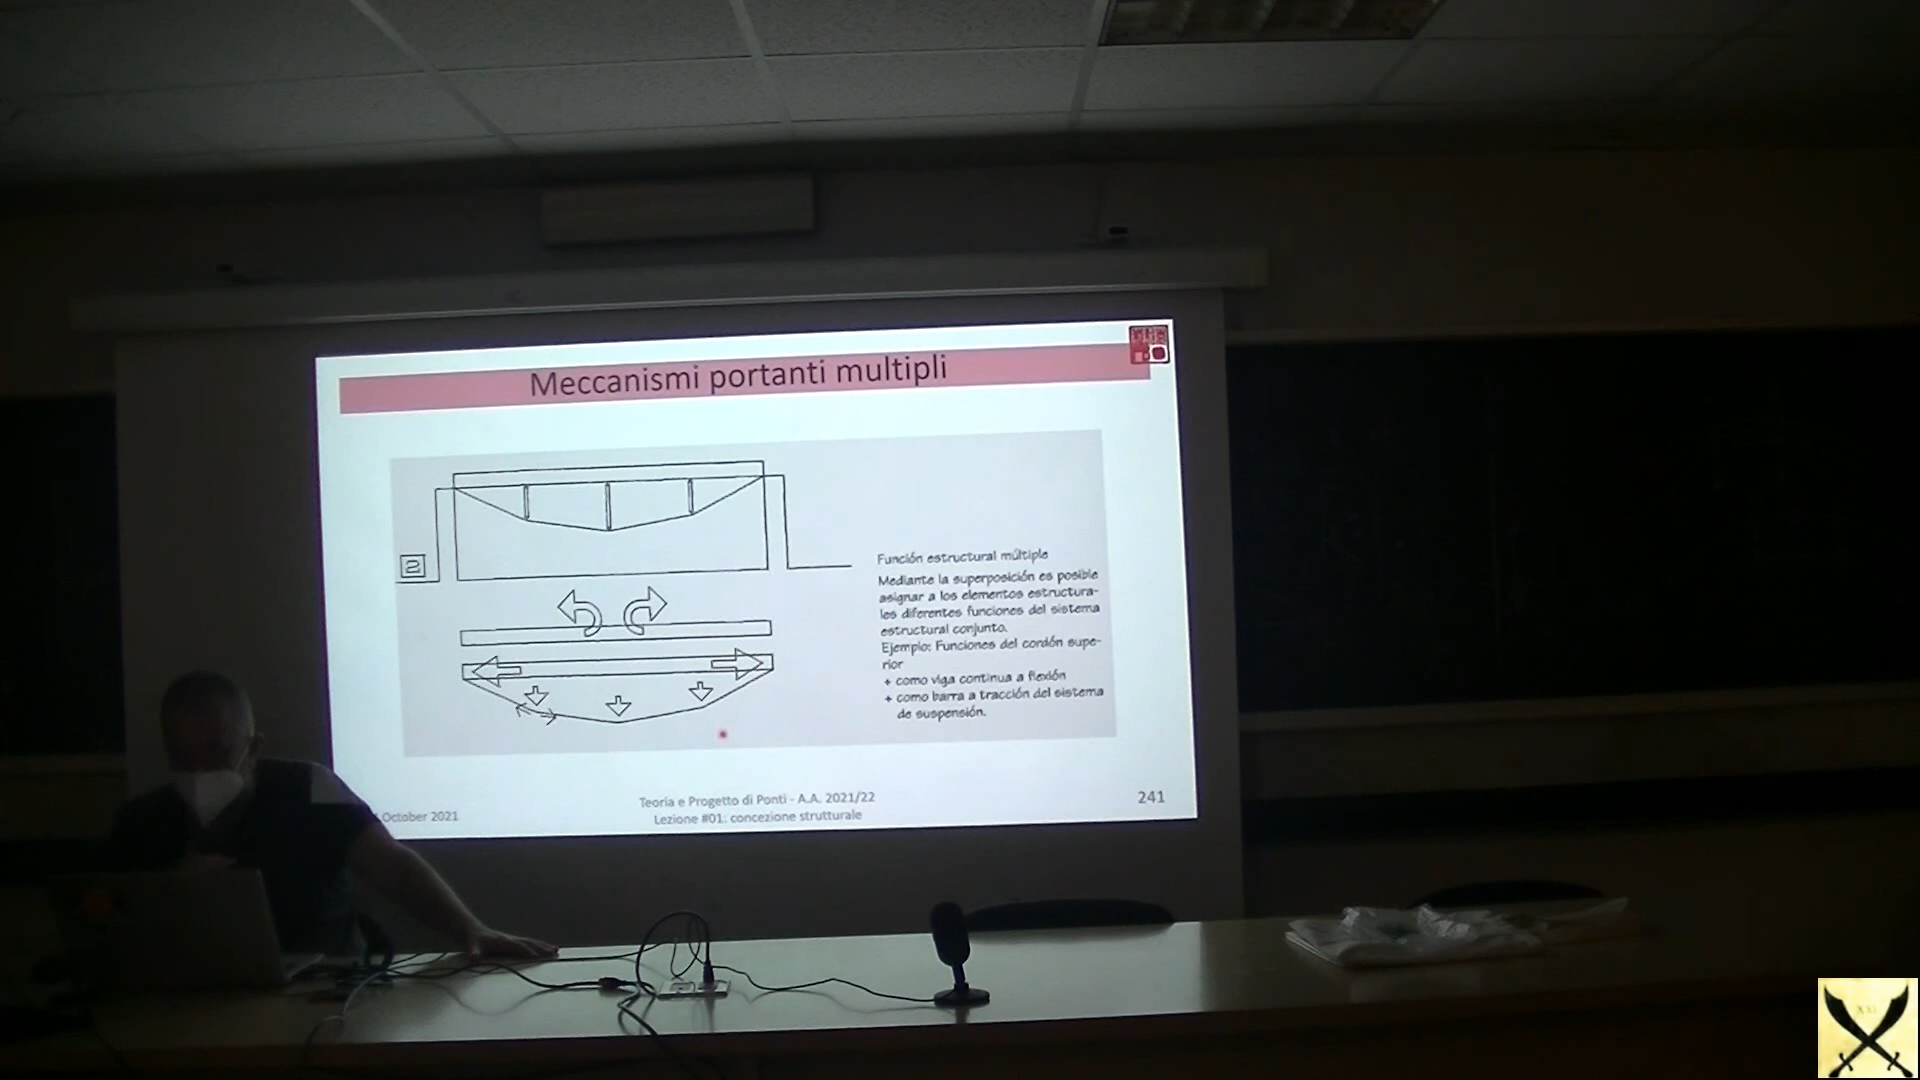 Meccanismi portanti multipli
2
Función estructural múltiple
Mediante la superposición es posible
asignar a los elementos estructura-
les diferentes funciones del sistema
estructural conjunto.
Ejemplo: Funciones del cordón supe-
rior
+ como viga continua a flexión
+ como barra a tracción del sistema
de suspensión.
October 2021
Teoria e Progetto di Ponti - A.A. 2021/22
Lezione #01: concezione strutturale
241